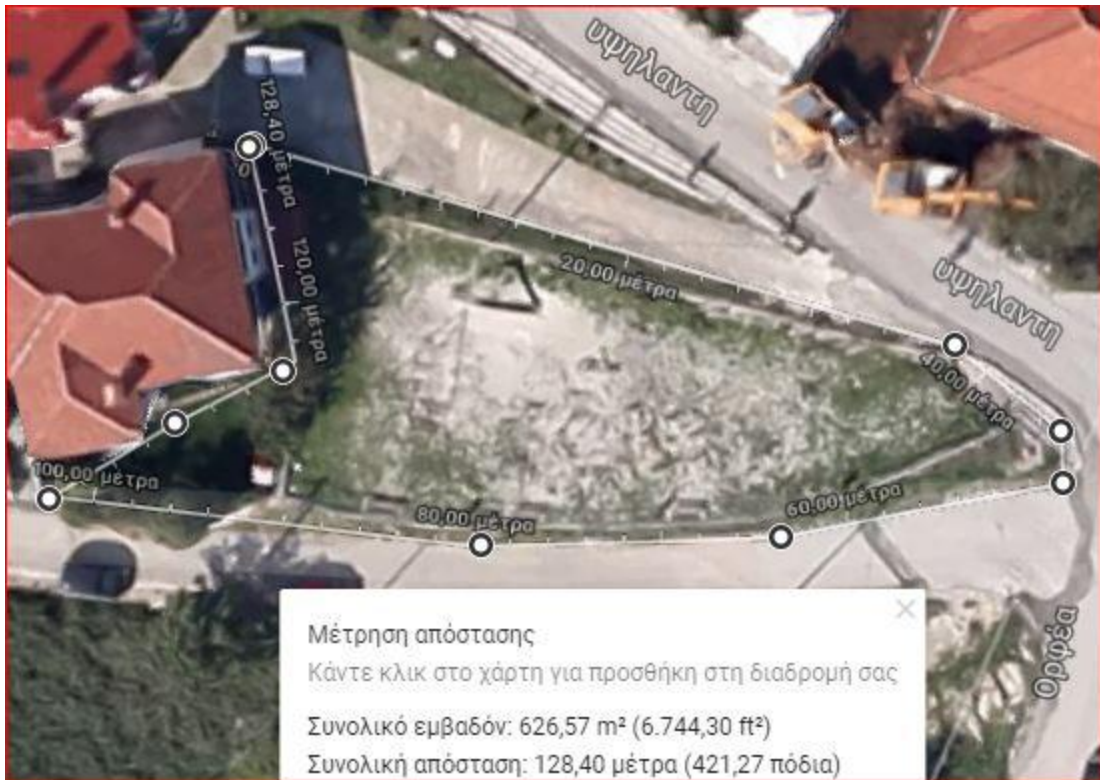 υψηλαντη
128,40 μέτρα
0
120,00 μέτρα
20,00 μέτρα
υψηλαντη
40,00 μέτρα
100,00 μέτρα
80,00 μέτρα
60,00 μέτρα
Ορφέα
Μέτρηση απόστασης
Κάντε κλικ στο χάρτη για προσθήκη στη διαδρομή σας
Συνολικό εμβαδόν: 626,57 m² (6.744,30 ft²)
Συνολική απόσταση: 128,40 μέτρα (421,27 πόδια)